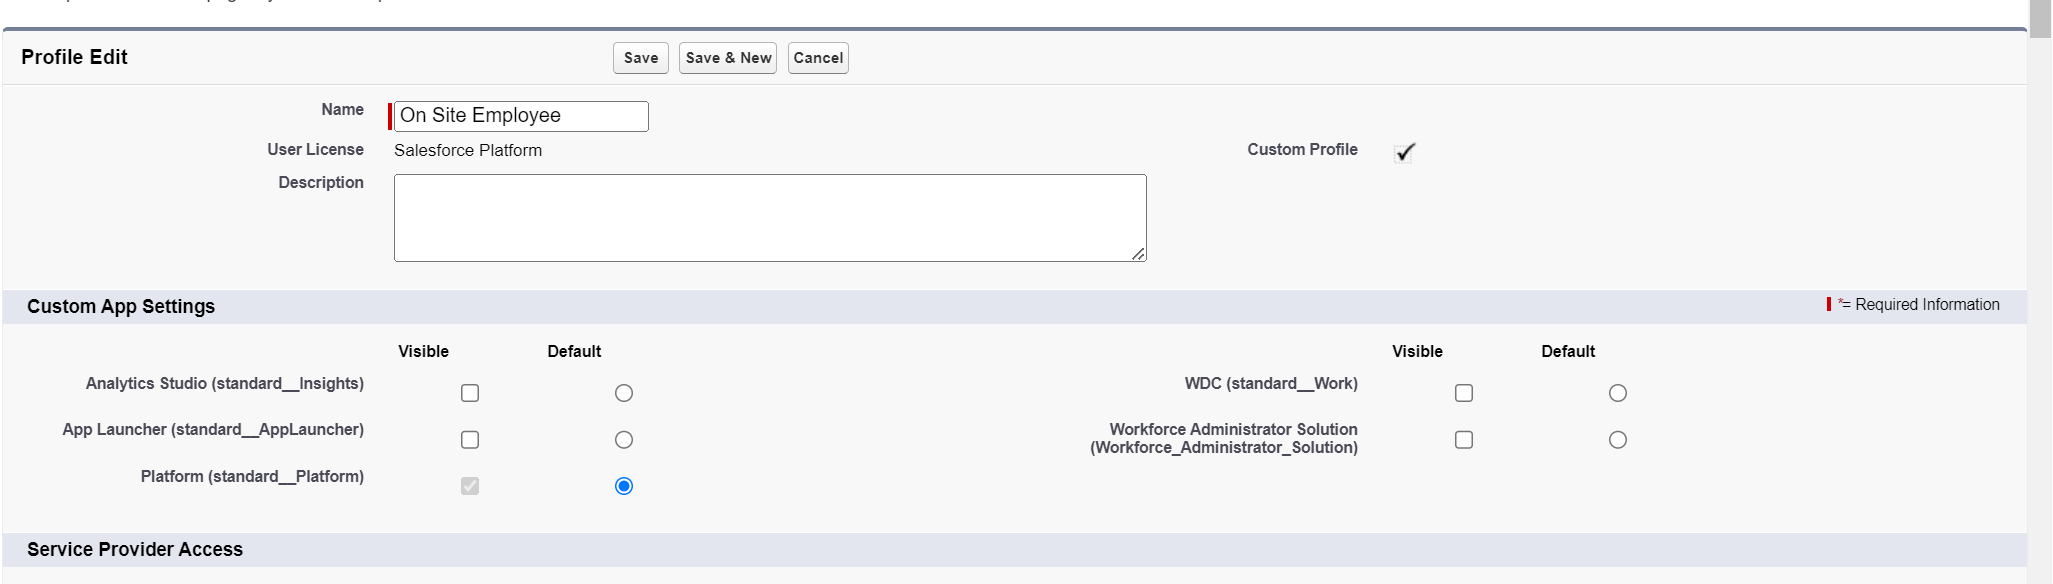 Profile Edit
Save
Save & New
Cancel
Name
On Site Employee
User License
Salesforce Platform
Custom Profile
Description
Custom App Settings
*= Required Information
Visible
Default
Visible
Default
Analytics Studio (standard__Insights)
WDC (standard__Work)
App Launcher (standard__AppLauncher)
Workforce Administrator Solution
(Workforce_Administrator_Solution)
Platform (standard__Platform)
Service Provider Access